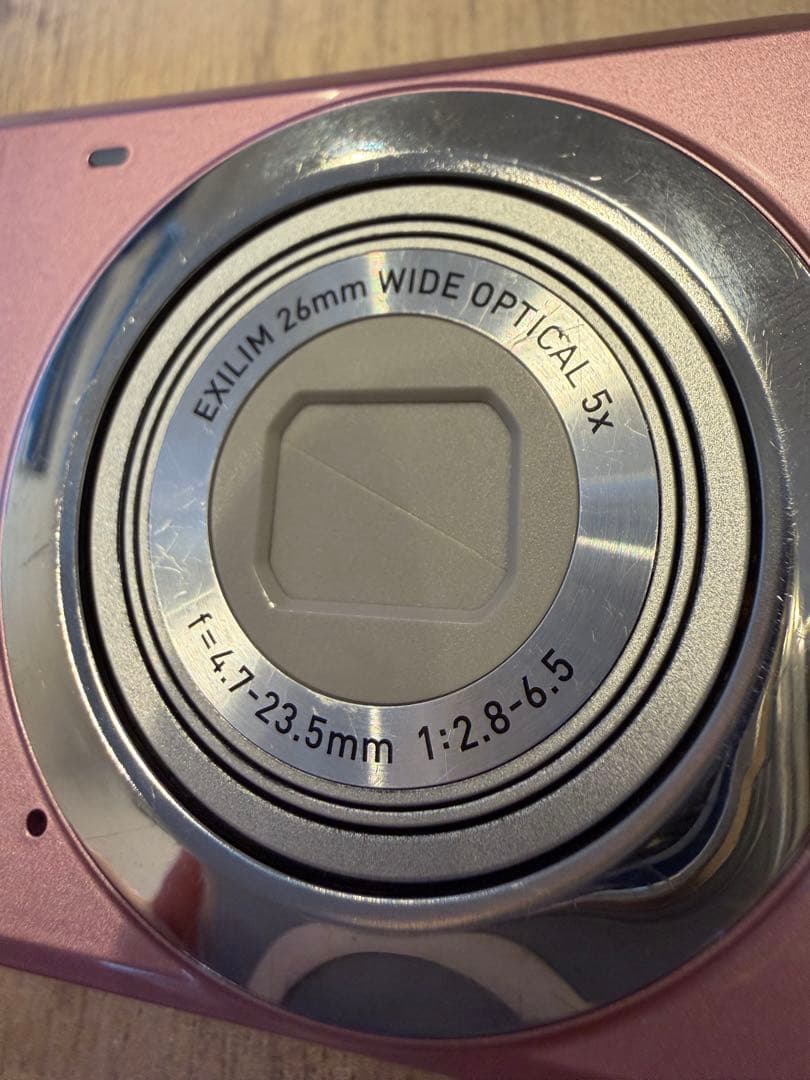 EXILIM 26mm WIDE OPTICAL 5x
f=4.7-23.5mm 1:2.8-6.5